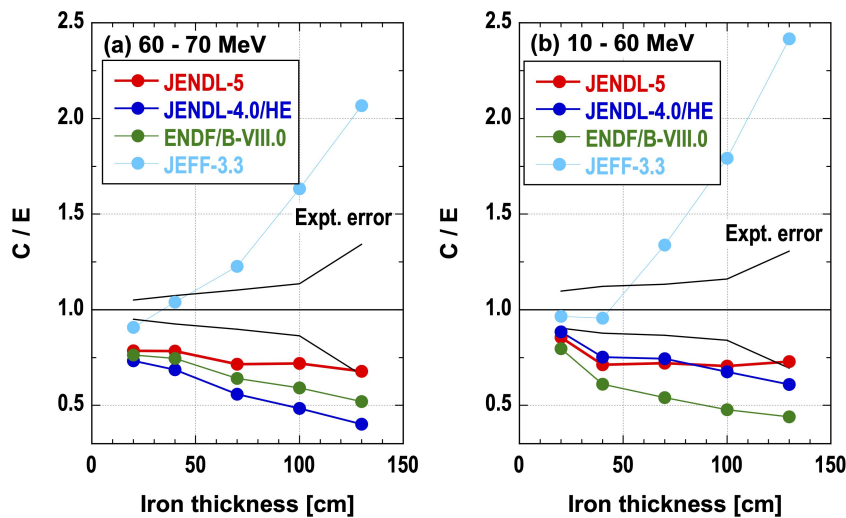 (a) 60 - 70 MeV
JENDL-5
JENDL-4.0/HE
ENDF/B-VIII.0
JEFF-3.3
Expt. error
C / E
2.5
2.0
1.5
1.0
0.5
0
50
100
150
Iron thickness [cm]
(b) 10 - 60 MeV
JENDL-5
JENDL-4.0/HE
ENDF/B-VIII.0
JEFF-3.3
Expt. error
C / E
2.5
2.0
1.5
1.0
0.5
0
50
100
150
Iron thickness [cm]